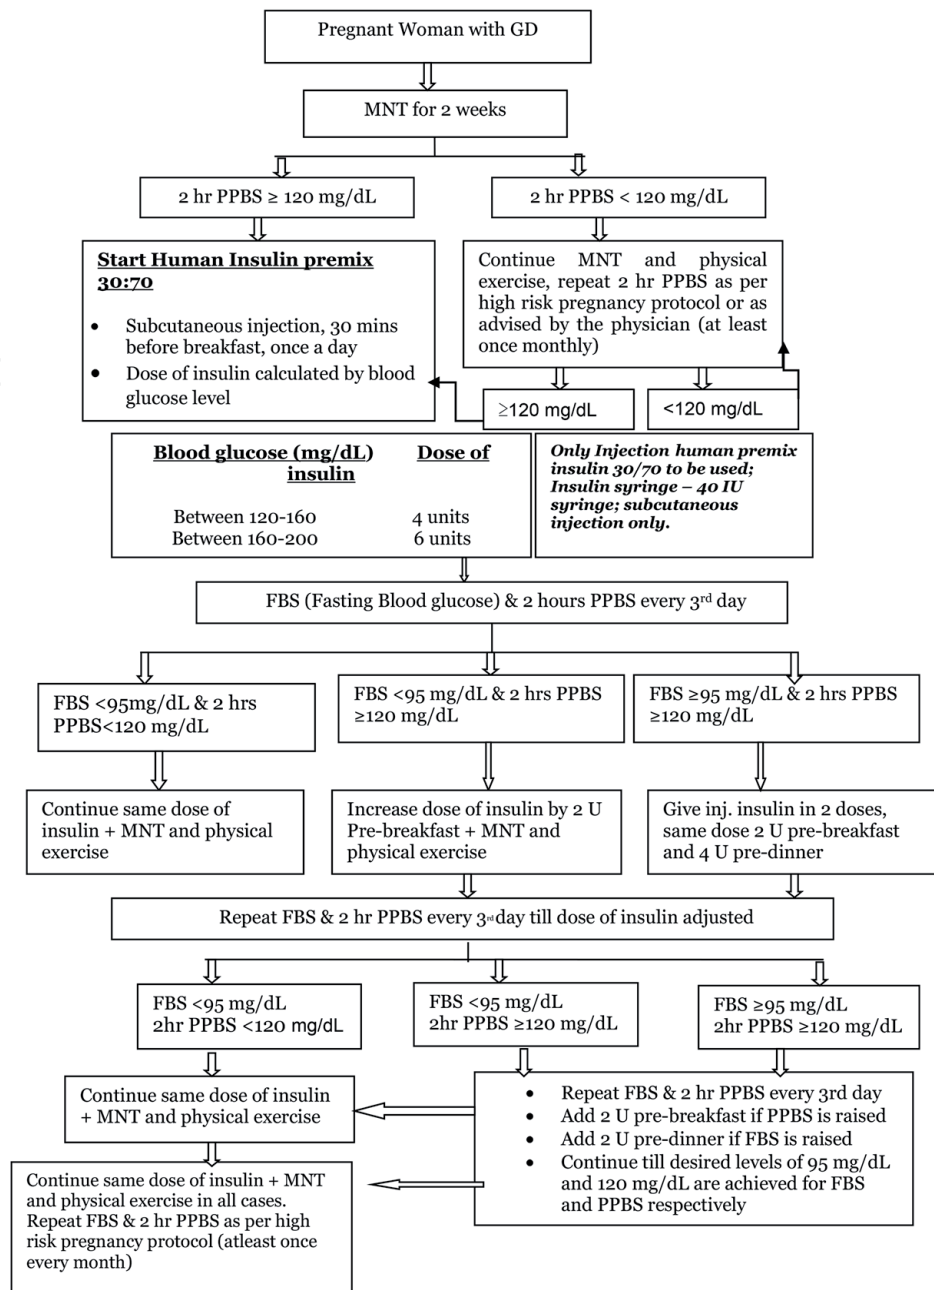 Pregnant Woman with GD
MNT for 2 weeks
2 hr PPBS ≥ 120 mg/dL
2 hr PPBS < 120 mg/dL
Start Human Insulin premix
30:70
• Subcutaneous injection, 30 mins
before breakfast, once a day
• Dose of insulin calculated by blood
glucose level
Continue MNT and physical
exercise, repeat 2 hr PPBS as per
high risk pregnancy protocol or as
advised by the physician (at least
once monthly)
≥120 mg/dL
<120 mg/dL
Blood glucose (mg/dL) Dose of
insulin
Between 120-160 4 units
Between 160-200 6 units
Only Injection human premix
insulin 30/70 to be used;
Insulin syringe – 40 IU
syringe; subcutaneous
injection only.
FBS (Fasting Blood glucose) & 2 hours PPBS every 3rd day
FBS <95mg/dL & 2 hrs
PPBS<120 mg/dL
FBS <95 mg/dL & 2 hrs PPBS
≥120 mg/dL
FBS ≥95 mg/dL & 2 hrs PPBS
≥120 mg/dL
Continue same dose of
insulin + MNT and physical
exercise
Increase dose of insulin by 2 U
Pre-breakfast + MNT and
physical exercise
Give inj. insulin in 2 doses,
same dose 2 U pre-breakfast
and 4 U pre-dinner
Repeat FBS & 2 hr PPBS every 3rd day till dose of insulin adjusted
FBS <95 mg/dL
2hr PPBS <120 mg/dL
FBS <95 mg/dL
2hr PPBS ≥120 mg/dL
FBS ≥95 mg/dL
2hr PPBS ≥120 mg/dL
Continue same dose of insulin
+ MNT and physical exercise
• Repeat FBS & 2 hr PPBS every 3rd day
• Add 2 U pre-breakfast if PPBS is raised
• Add 2 U pre-dinner if FBS is raised
• Continue till desired levels of 95 mg/dL
and 120 mg/dL are achieved for FBS
and PPBS respectively
Continue same dose of insulin + MNT
and physical exercise in all cases.
Repeat FBS & 2 hr PPBS as per high
risk pregnancy protocol (atleast once
every month)